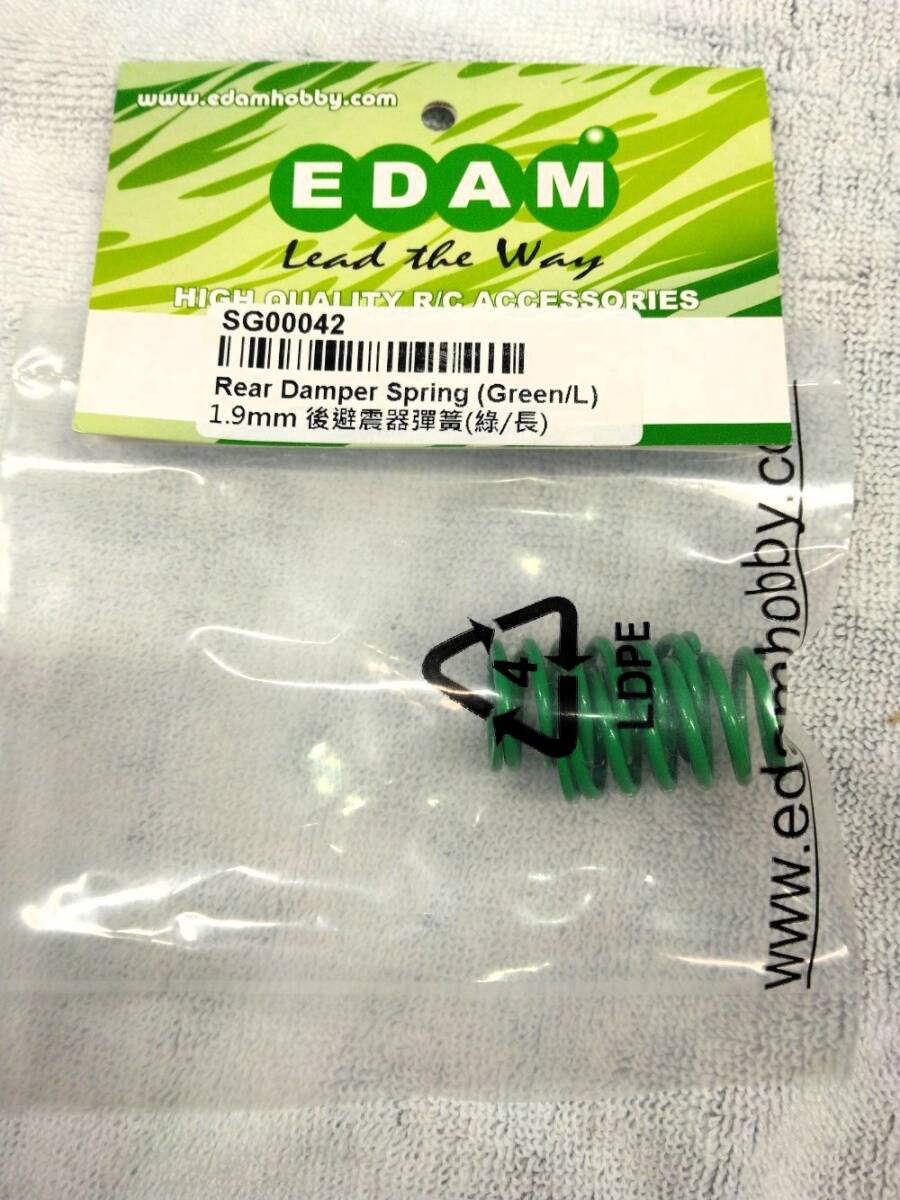 www.edamhobby.com
EDAM
Lead the Way
HIGH QUALITY R/C ACCESSORIES
SG00042
Rear Damper Spring (Green/L)
1.9mm 後避震器彈簧(綠/長)
4
LDPE
www.edamhobby.co